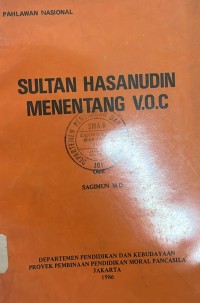 PAHLAWAN NASIONAL
SULTAN HASANUDIN
MENENTANG V.O.C
SAGIMUN M.D.
DEPARTEMEN PENDIDIKAN DAN KEBUDAYAAN
PROYEK PEMBINAAN PENDIDIKAN MORAL PANCASILA
JAKARTA
1986